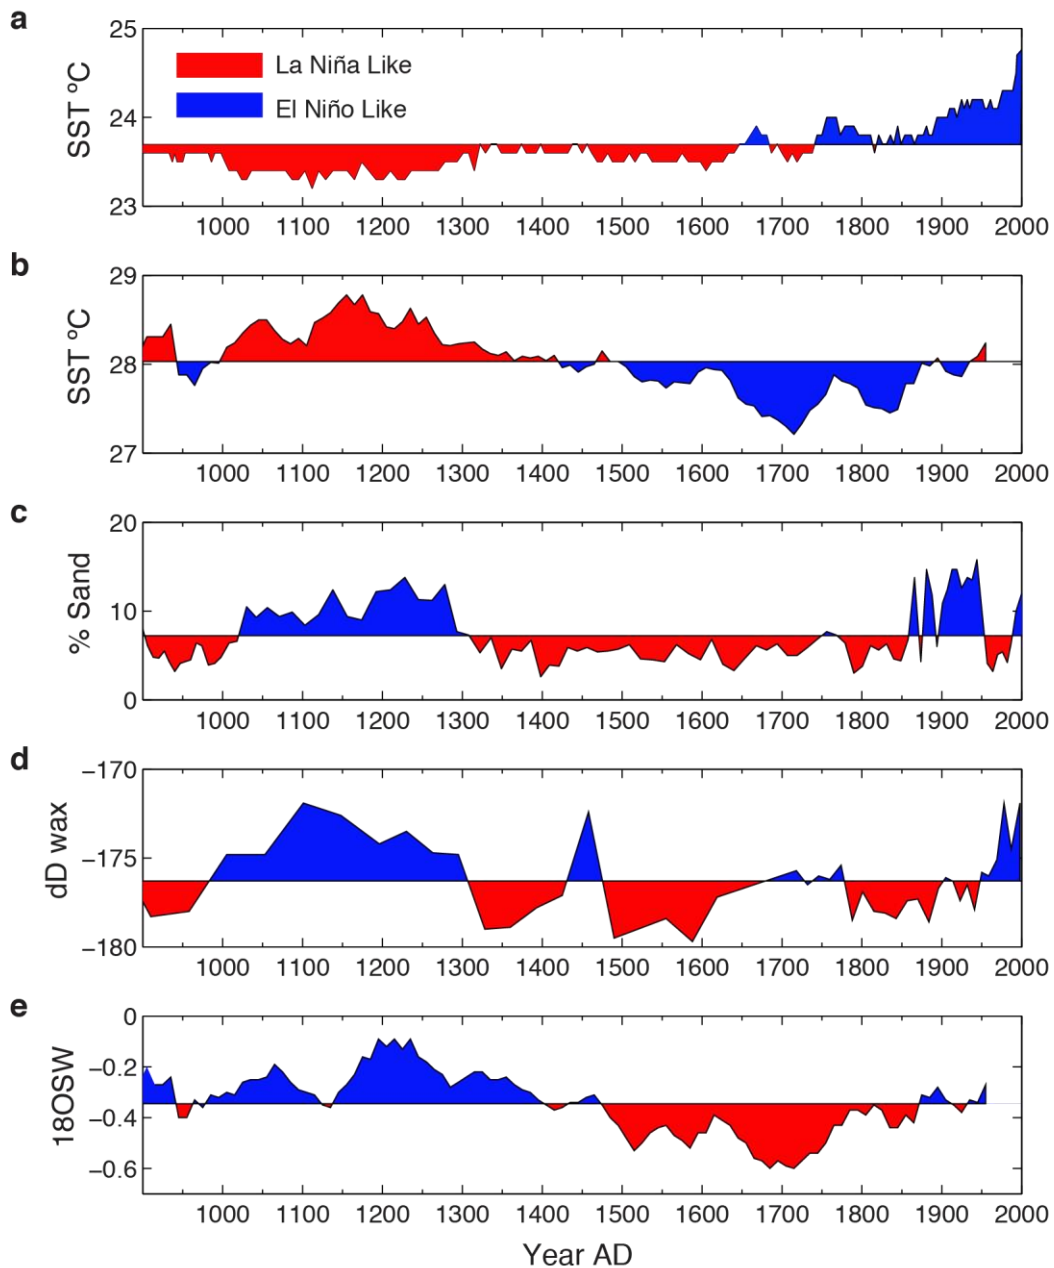 a
25
24
23
SST ºC
La Niña Like
El Niño Like
1000 1100 1200 1300 1400 1500 1600 1700 1800 1900 2000
b
29
28
27
SST ºC
1000 1100 1200 1300 1400 1500 1600 1700 1800 1900 2000
c
20
10
0
% Sand
1000 1100 1200 1300 1400 1500 1600 1700 1800 1900 2000
d
−170
−175
−180
dD wax
1000 1100 1200 1300 1400 1500 1600 1700 1800 1900 2000
e
0
−0.2
−0.4
−0.6
18OSW
1000 1100 1200 1300 1400 1500 1600 1700 1800 1900 2000
Year AD